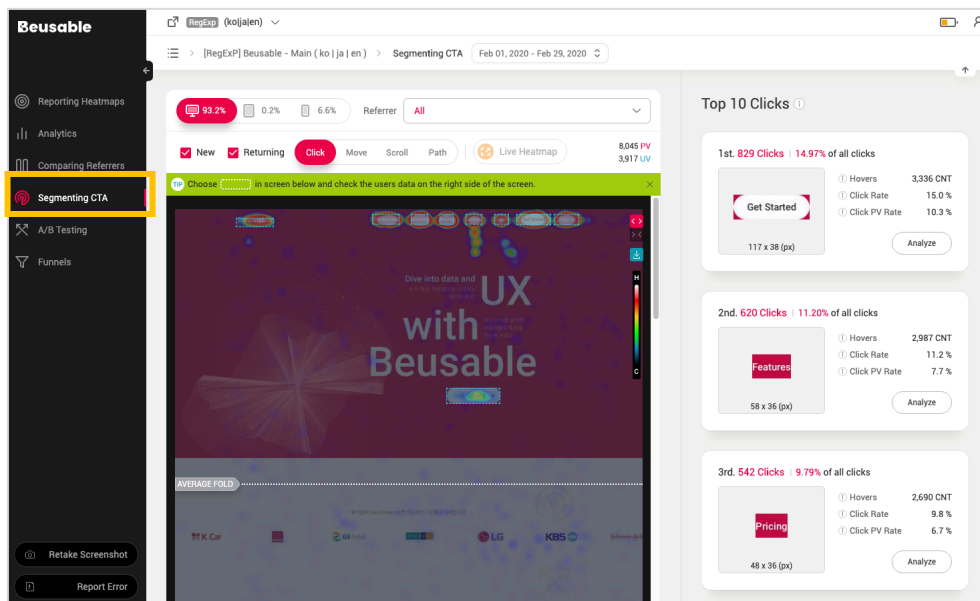 Beusable
RegExp (ko|ja|en)
[RegExP] Beusable - Main ( ko | ja | en ) > Segmenting CTA Feb 01, 2020 - Feb 29, 2020
Reporting Heatmaps
Analytics
Comparing Referrers
Segmenting CTA
A/B Testing
Funnels
Retake Screenshot
Report Error
93.2% 0.2% 6.6% Referrer All
New Returning Click Move Scroll Path Live Heatmap
8,045 PV
3,917 UV
TIP Choose in screen below and check the users data on the right side of the screen.
H
C
Dive into data and
UX
with
Beusable
AVERAGE FOLD
K Car
LG
KBS
Top 10 Clicks
1st. 829 Clicks | 14.97% of all clicks
Get Started
117 x 38 (px)
Hovers 3,336 CNT
Click Rate 15.0 %
Click PV Rate 10.3 %
Analyze
2nd. 620 Clicks | 11.20% of all clicks
Features
58 x 36 (px)
Hovers 2,987 CNT
Click Rate 11.2 %
Click PV Rate 7.7 %
Analyze
3rd. 542 Clicks | 9.79% of all clicks
Pricing
48 x 36 (px)
Hovers 2,690 CNT
Click Rate 9.8 %
Click PV Rate 6.7 %
Analyze